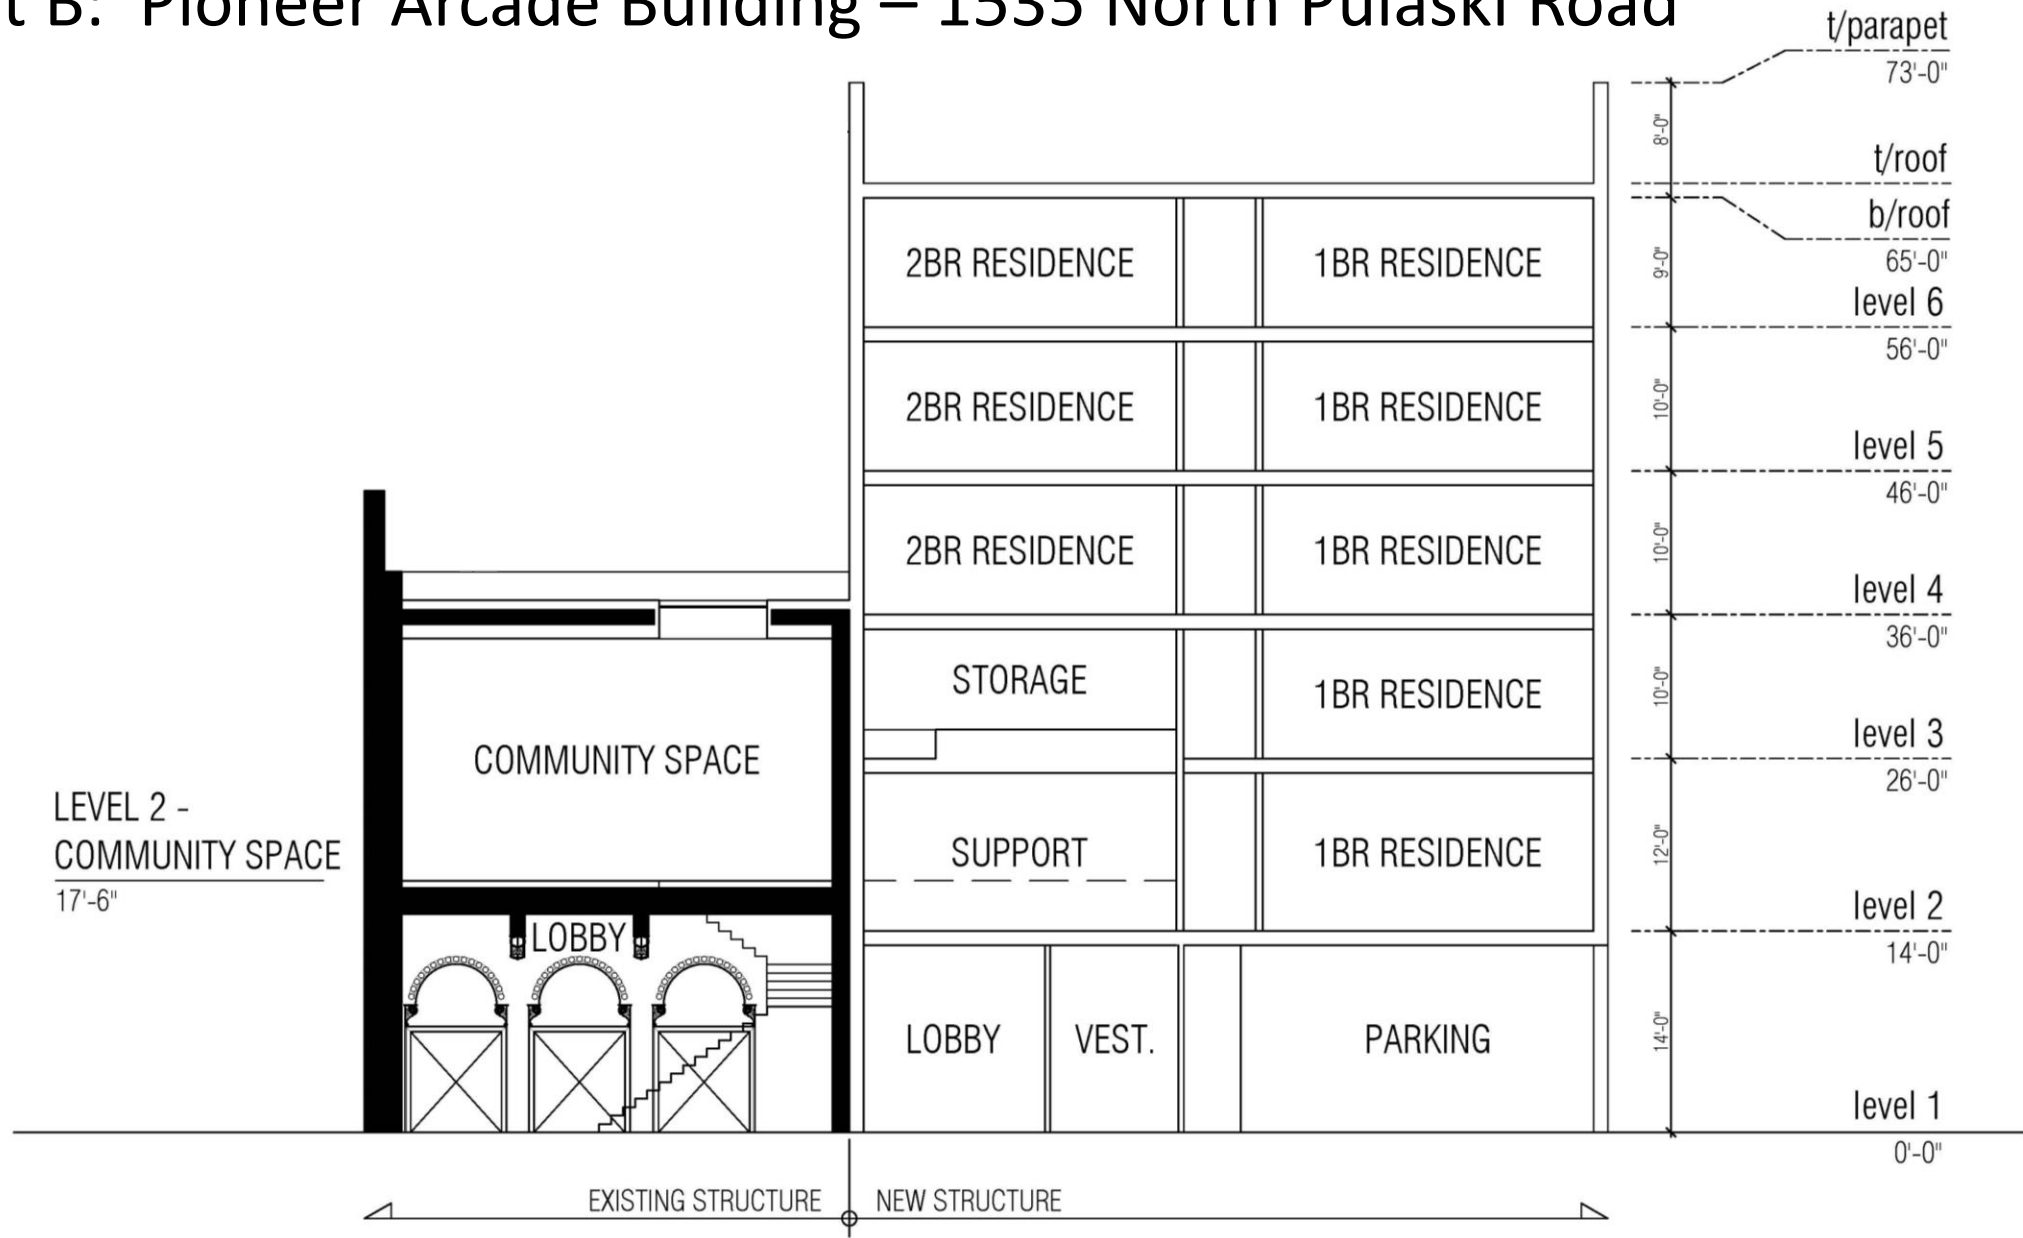 t B: Pioneer Arcade Building – 1535 North Pulaski Road
t/parapet
73'-0"
8'-0"
t/roof
b/roof
65'-0"
2BR RESIDENCE 1BR RESIDENCE
9'-0"
level 6
56'-0"
2BR RESIDENCE 1BR RESIDENCE
10'-0"
level 5
46'-0"
2BR RESIDENCE 1BR RESIDENCE
10'-0"
level 4
36'-0"
STORAGE 1BR RESIDENCE
10'-0"
level 3
26'-0"
COMMUNITY SPACE
LEVEL 2 -
COMMUNITY SPACE
17'-6"
SUPPORT 1BR RESIDENCE
12'-0"
level 2
14'-0"
LOBBY
LOBBY VEST. PARKING
14'-0"
level 1
0'-0"
EXISTING STRUCTURE NEW STRUCTURE